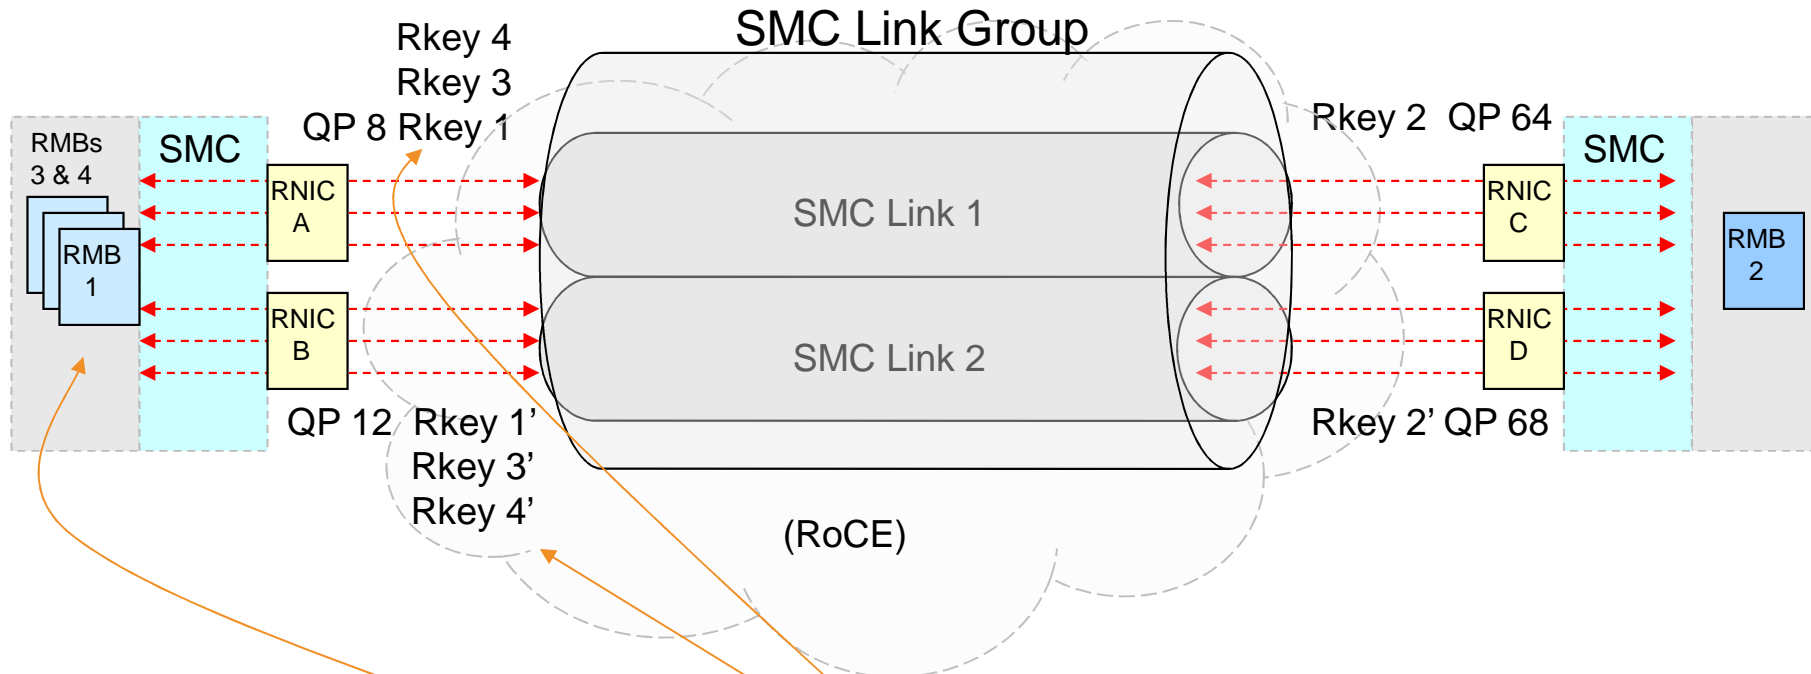 SMC Link Group
Rkey 4
Rkey 3
QP 8 Rkey 1
Rkey 2 QP 64
RMBs
3 & 4
SMC
SMC
RNIC
A
RNIC
C
RMB
1
RMB
2
SMC Link 1
RNIC
B
RNIC
D
SMC Link 2
QP 12 Rkey 1’
Rkey 3’
Rkey 4’
Rkey 2’ QP 68
(RoCE)